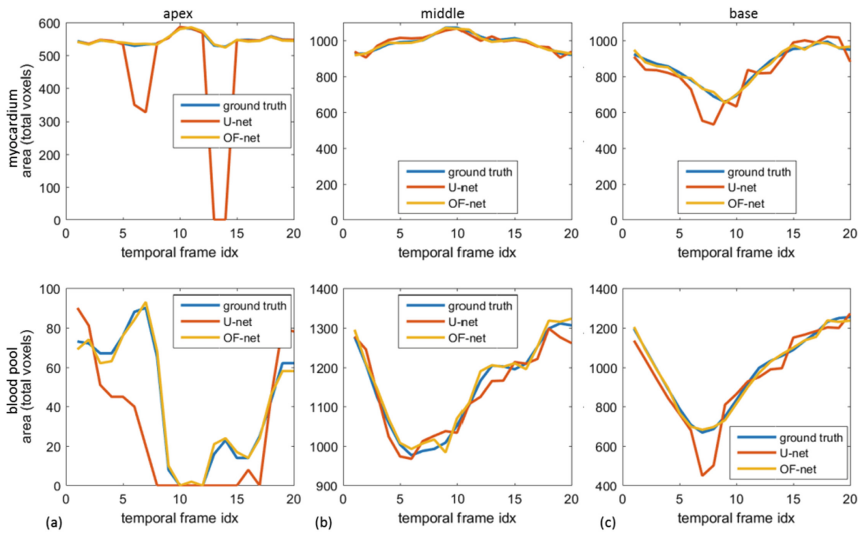 apex
middle
base
myocardium
area (total voxels)
600
500
400
300
200
100
0
0 5 10 15 20
temporal frame idx
ground truth
U-net
OF-net
1000
800
600
400
200
0
0 5 10 15 20
temporal frame idx
ground truth
U-net
OF-net
1000
800
600
400
200
0
0 5 10 15 20
temporal frame idx
ground truth
U-net
OF-net
blood pool
area (total voxels)
100
80
60
40
20
0
0 5 10 15 20
(a) temporal frame idx
ground truth
U-net
OF-net
1400
1300
1200
1100
1000
900
0 5 10 15 20
(b) temporal frame idx
ground truth
U-net
OF-net
1400
1200
1000
800
600
400
0 5 10 15 20
(c) temporal frame idx
ground truth
U-net
OF-net